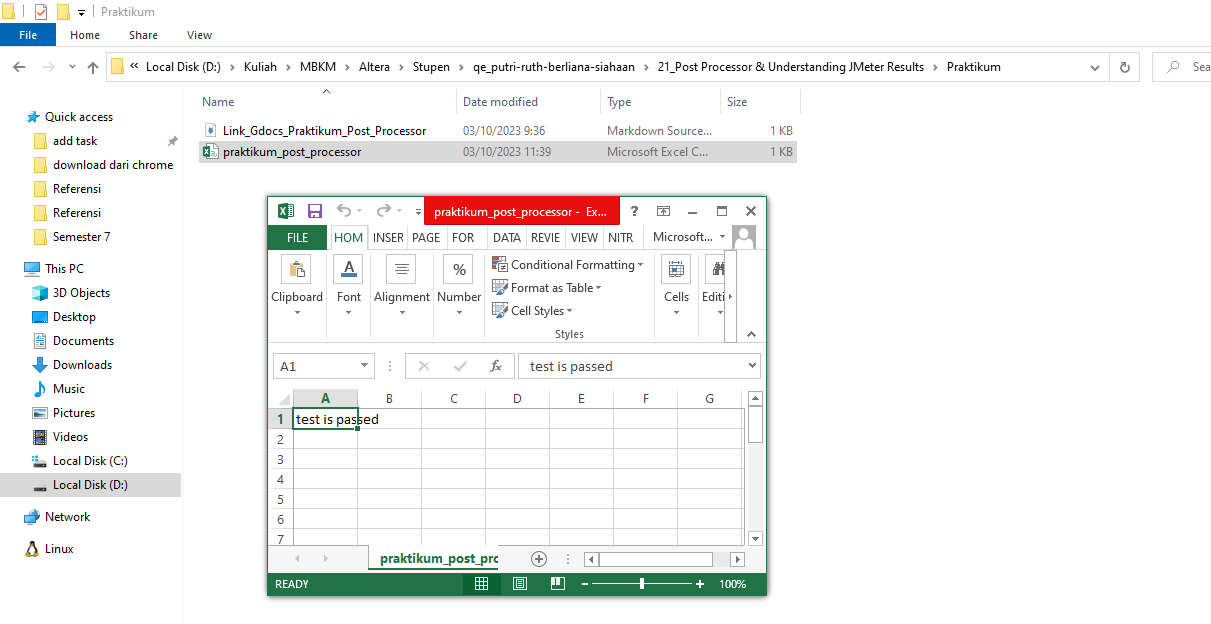 Praktikum
File Home Share View
« Local Disk (D:) > Kuliah > MBKM > Altera > Stupen > qe_putri-ruth-berliana-siahaan > 21_Post Processor & Understanding JMeter Results > Praktikum
Sea
Name Date modified Type Size
Link_Gdocs_Praktikum_Post_Processor 03/10/2023 9:36 Markdown Source... 1 KB
praktikum_post_processor 03/10/2023 11:39 Microsoft Excel C... 1 KB
Quick access
add task
download dari chrome
Referensi
Referensi
Semester 7
This PC
3D Objects
Desktop
Documents
Downloads
Music
Pictures
Videos
Local Disk (C:)
Local Disk (D:)
Network
Linux
praktikum_post_processor - Ex... ?
FILE HOM INSER PAGE FOR DATA REVIE VIEW NITR Microsoft...
Clipboard
Font
Alignment
%
Number
Conditional Formatting
Format as Table
Cell Styles
Styles
Cells
Editi
A1 fx test is passed
A B C D E F G
1 test is passed
2
3
4
5
6
7
praktikum_post_prc
READY 100%